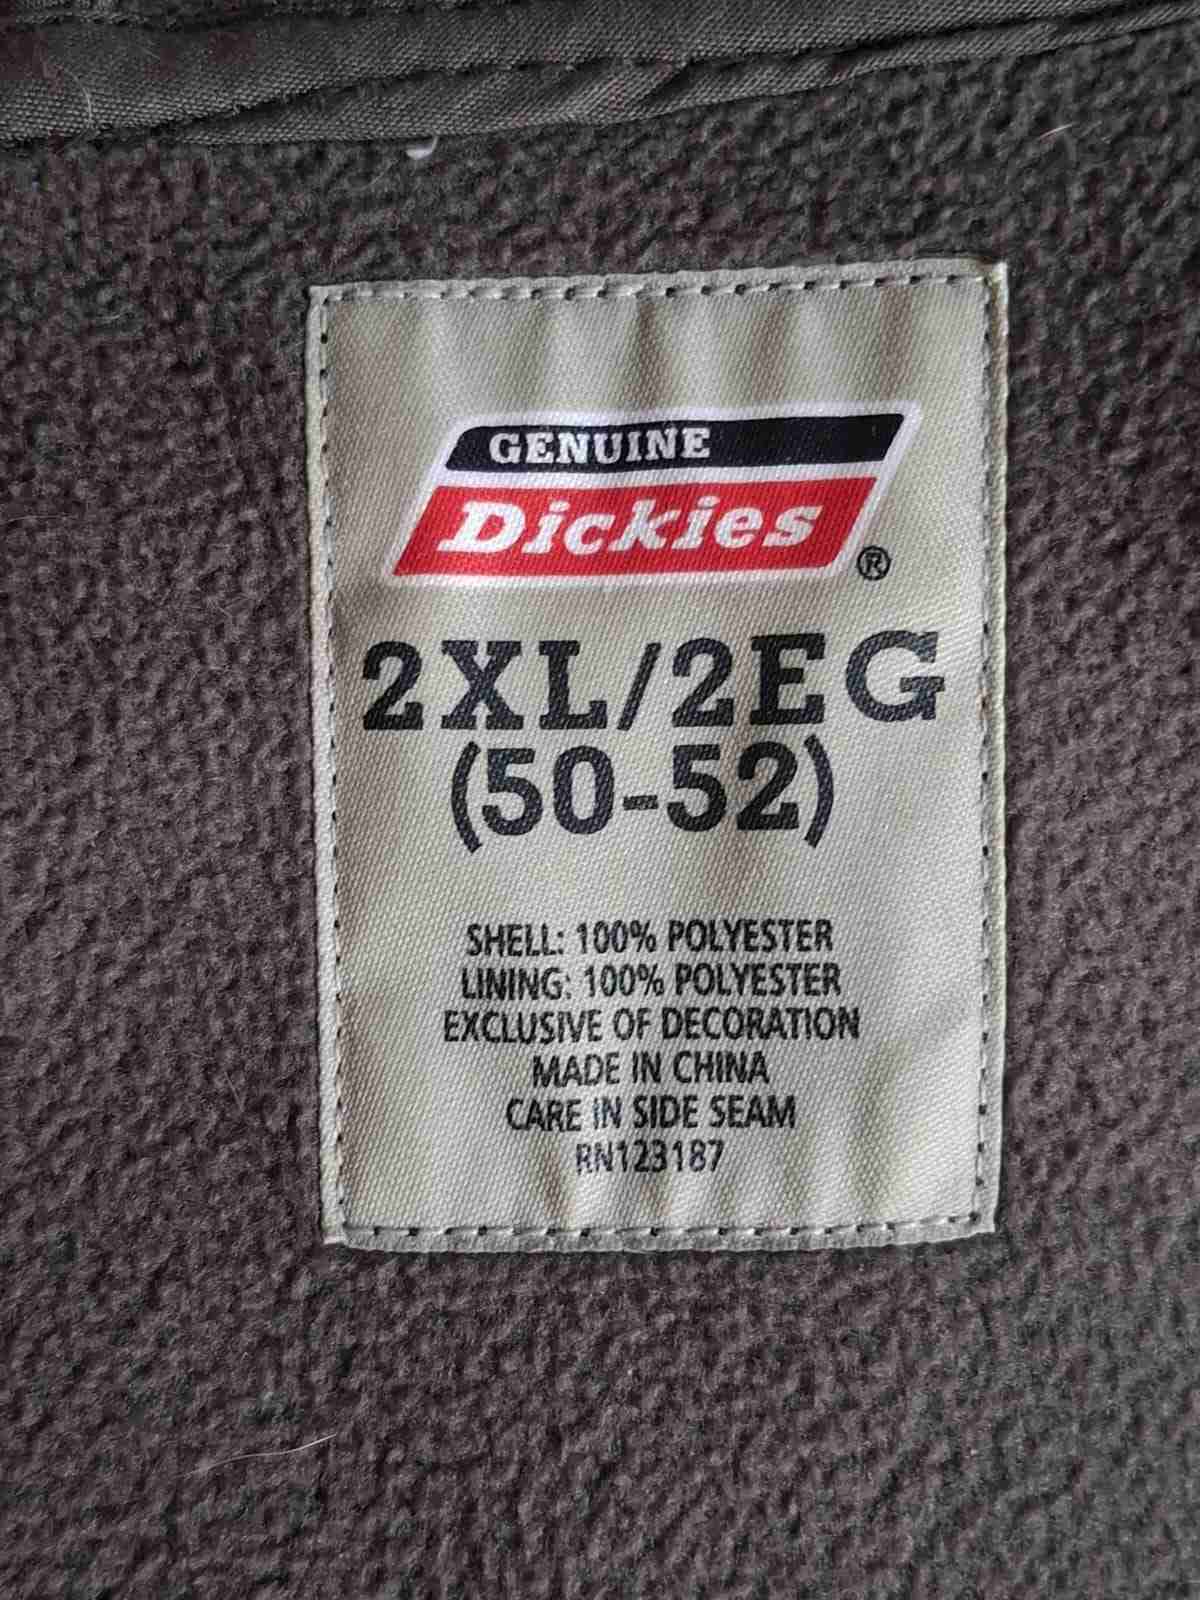 GENUINE
Dickies®
2XL/2EG
(50-52)
SHELL: 100% POLYESTER
LINING: 100% POLYESTER
EXCLUSIVE OF DECORATION
MADE IN CHINA
CARE IN SIDE SEAM
RN123187